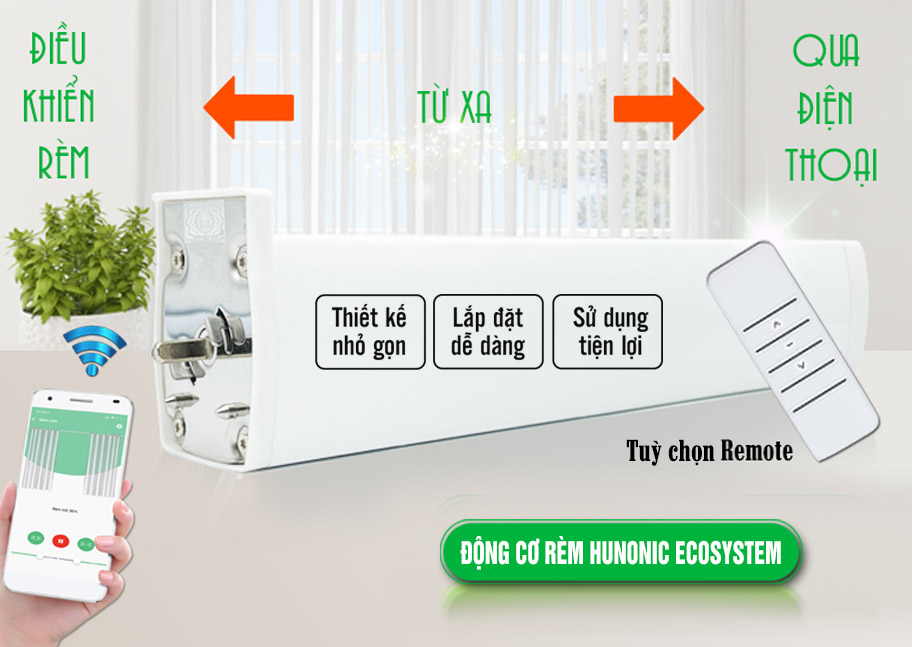 ĐIỀU
KHIỂN
RÈM
TỪ XA
QUA
ĐIỆN
THOẠI
Thiết kế
nhỏ gọn
Lắp đặt
dễ dàng
Sử dụng
tiện lợi
Tuỳ chọn Remote
ĐỘNG CƠ RÈM HUNONIC ECOSYSTEM